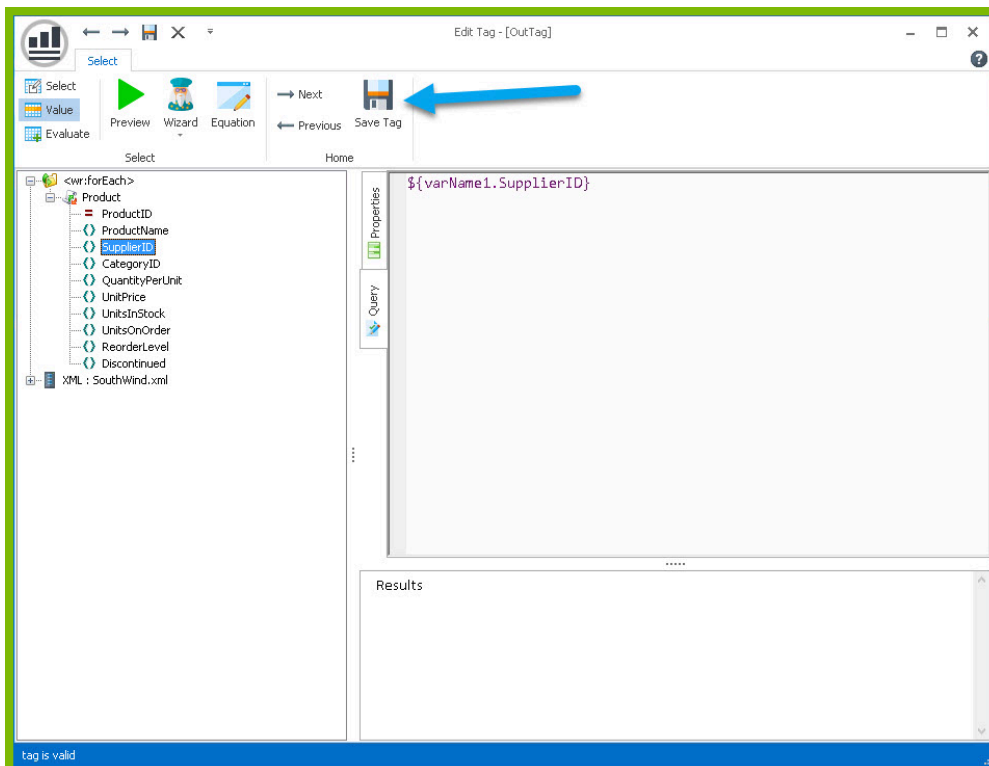 Edit Tag - [OutTag]
Select
Select
Value
Evaluate
Preview
Wizard
Equation
Next
Previous
Save Tag
Select
Home
<wr:forEach>
Product
ProductID
ProductName
SupplierID
CategoryID
QuantityPerUnit
UnitPrice
UnitsInStock
UnitsOnOrder
ReorderLevel
Discontinued
XML : SouthWind.xml
Properties
Query
${varName1.SupplierID}
Results
tag is valid